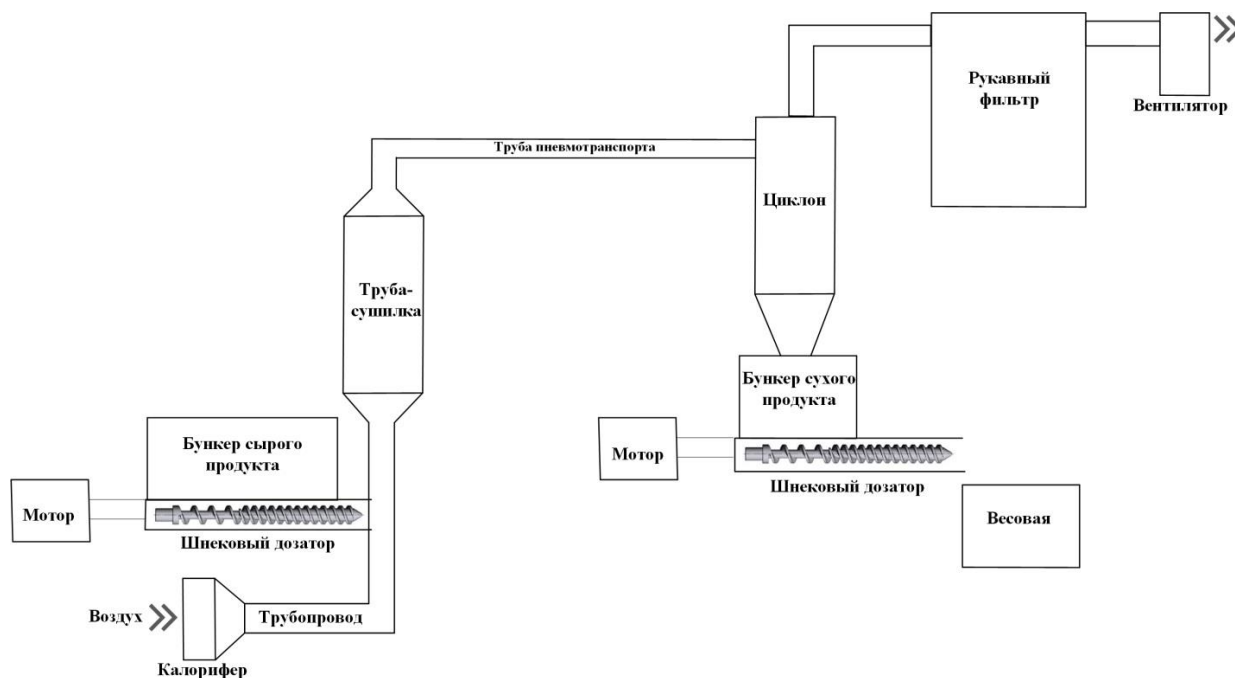 Рукавный
фильтр
Вентилятор
Труба пневмотранспорта
Циклон
Труба-
сушилка
Бункер сухого
продукта
Бункер сырого
продукта
Мотор
Шнековый дозатор
Мотор
Шнековый дозатор
Весовая
Воздух
Трубопровод
Калорифер